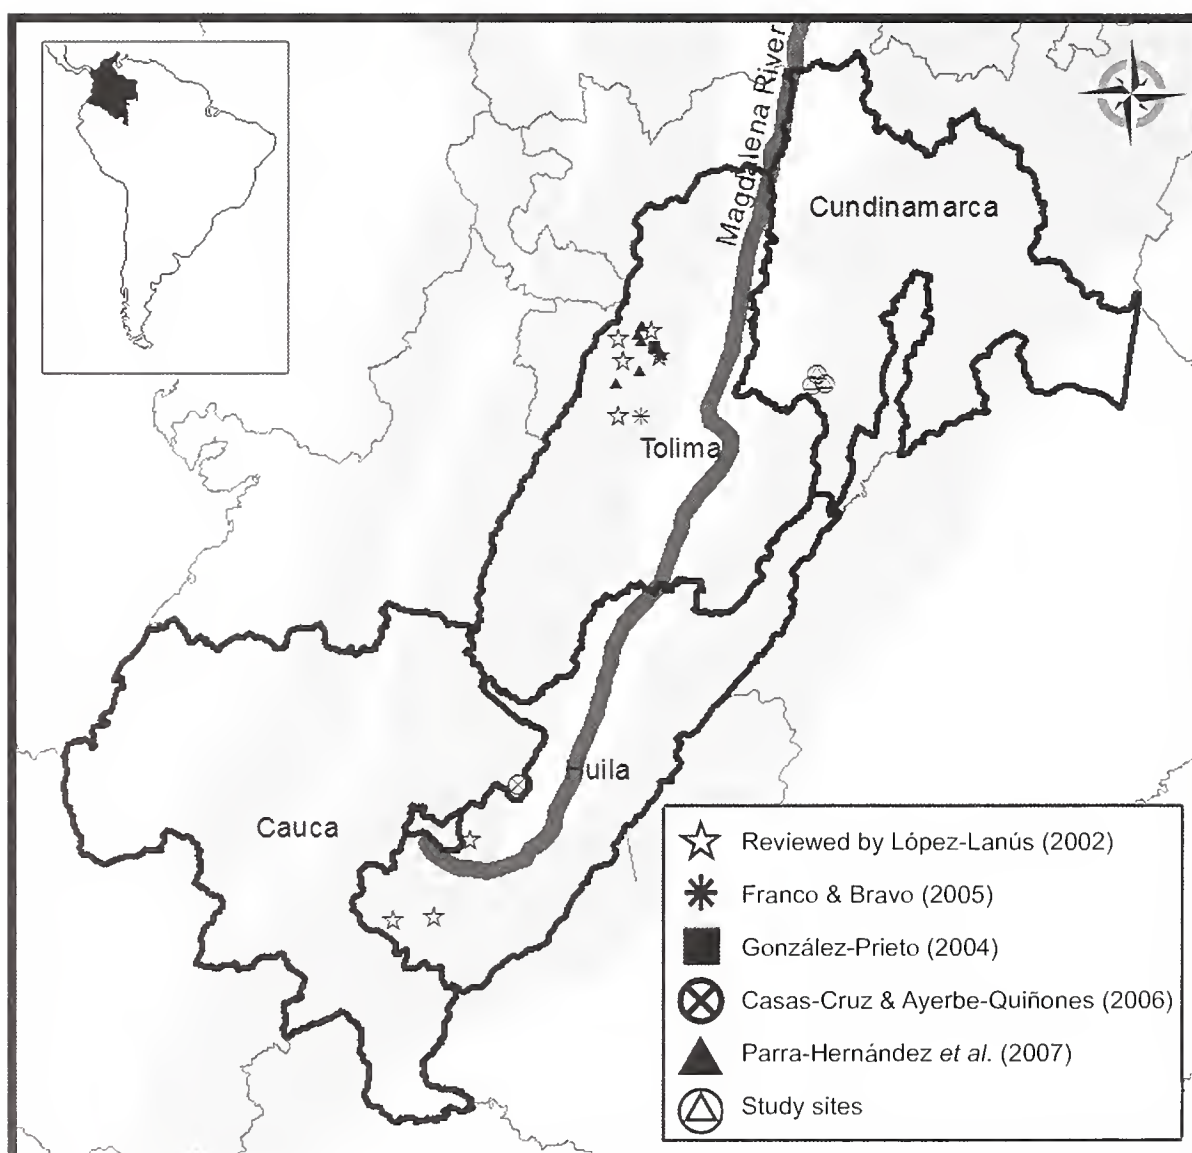 Magdalena River
Cundinamarca
Tolima
Huila
Cauca
Reviewed by López-Lanús (2002)
Franco & Bravo (2005)
González-Prieto (2004)
Casas-Cruz & Ayerbe-Quiñones (2006)
Parra-Hernández et al. (2007)
Study sites